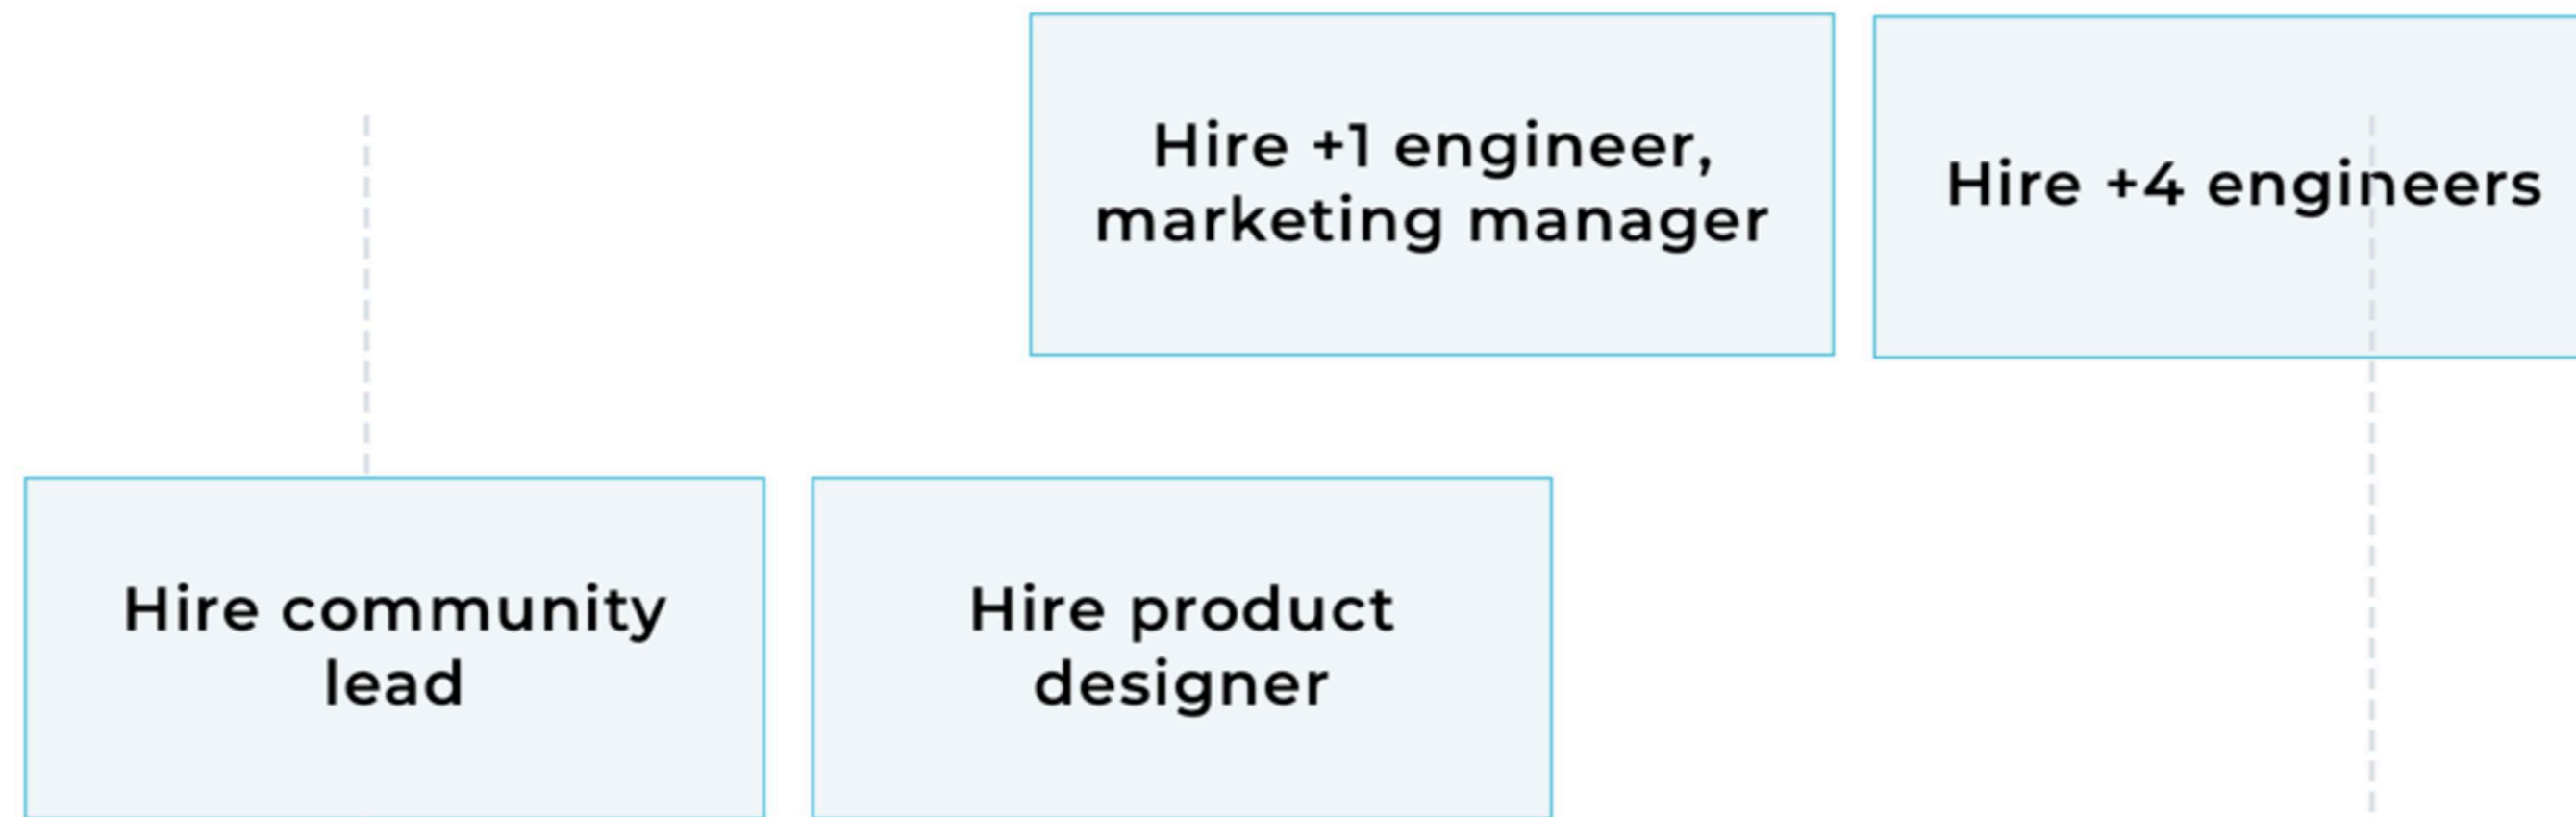 Hire +1 engineer,
marketing manager
Hire +4 engineers
Hire community
lead
Hire product
designer